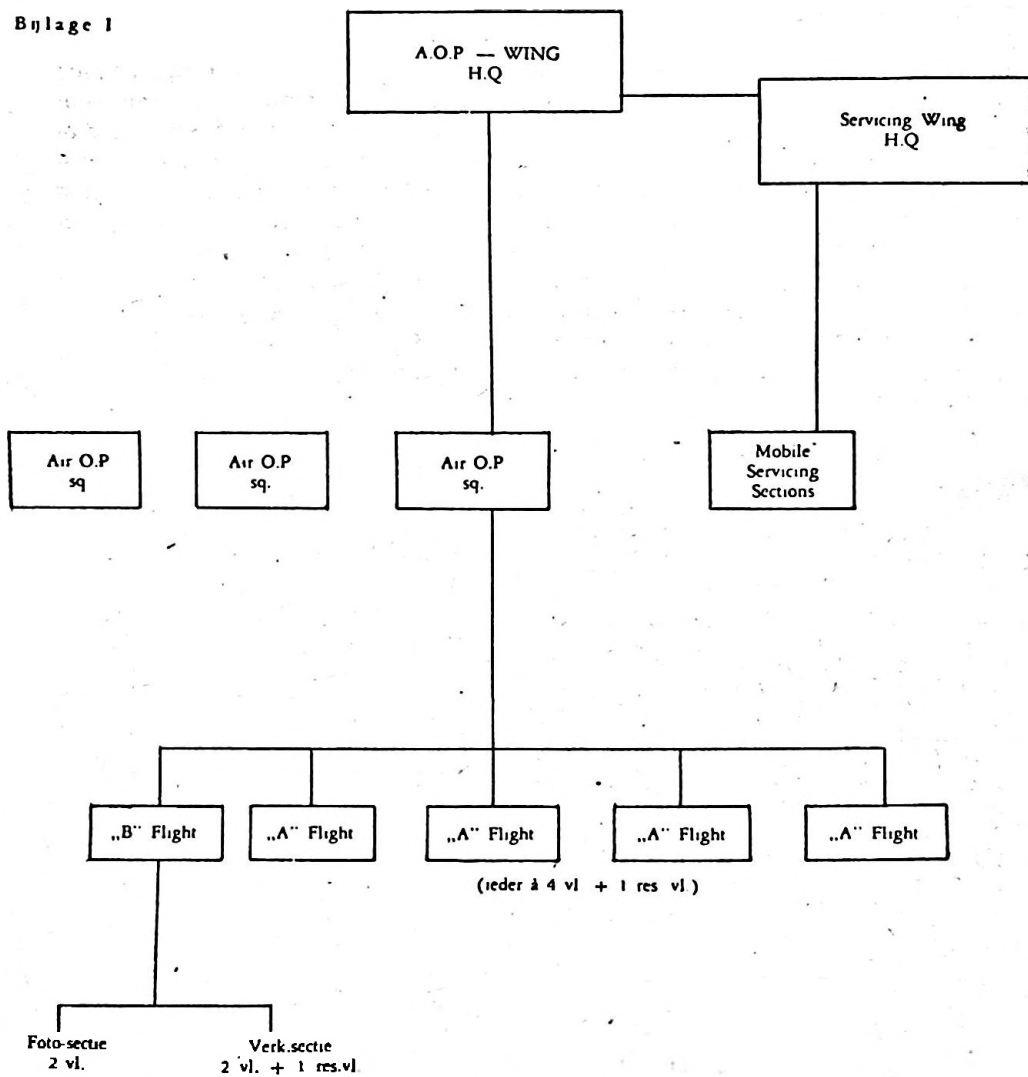 Bijlage I
A.O.P — WING
H.Q
Servicing Wing
H.Q
Air O.P
sq
Air O.P
sq.
Air O.P
sq.
Mobile
Servicing
Sections
„B” Flight
„A” Flight
„A” Flight
„A” Flight
„A” Flight
(ieder à 4 vl + 1 res vl.)
Foto-sectie
2 vl.
Verk.sectie
2 vl. + 1 res.vl.